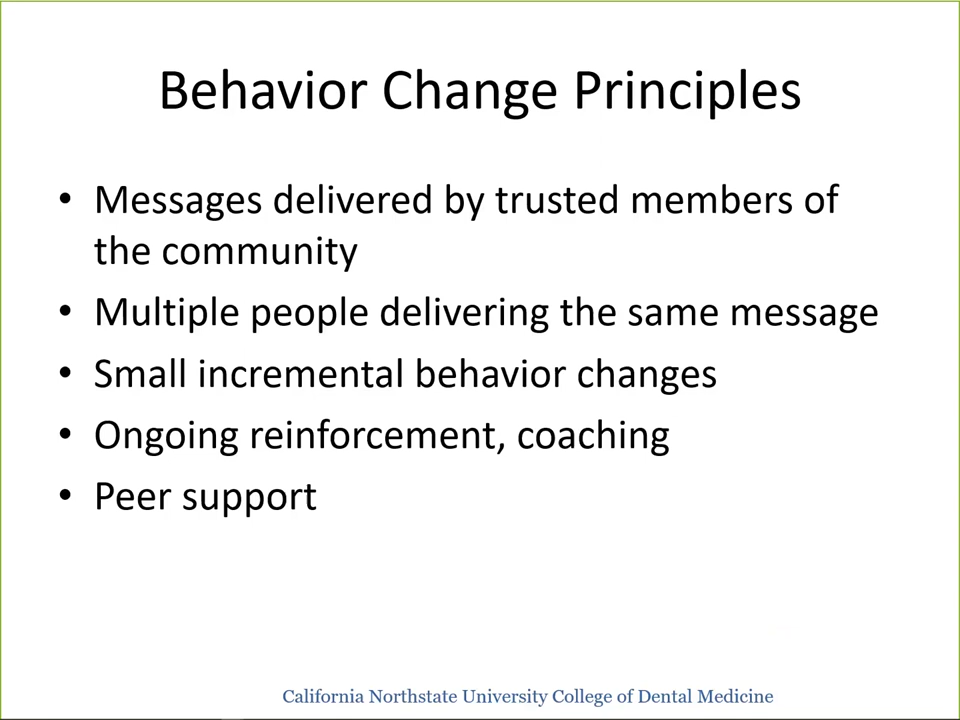 Behavior Change Principles
• Messages delivered by trusted members of
the community
• Multiple people delivering the same message
• Small incremental behavior changes
• Ongoing reinforcement, coaching
• Peer support
California Northstate University College of Dental Medicine